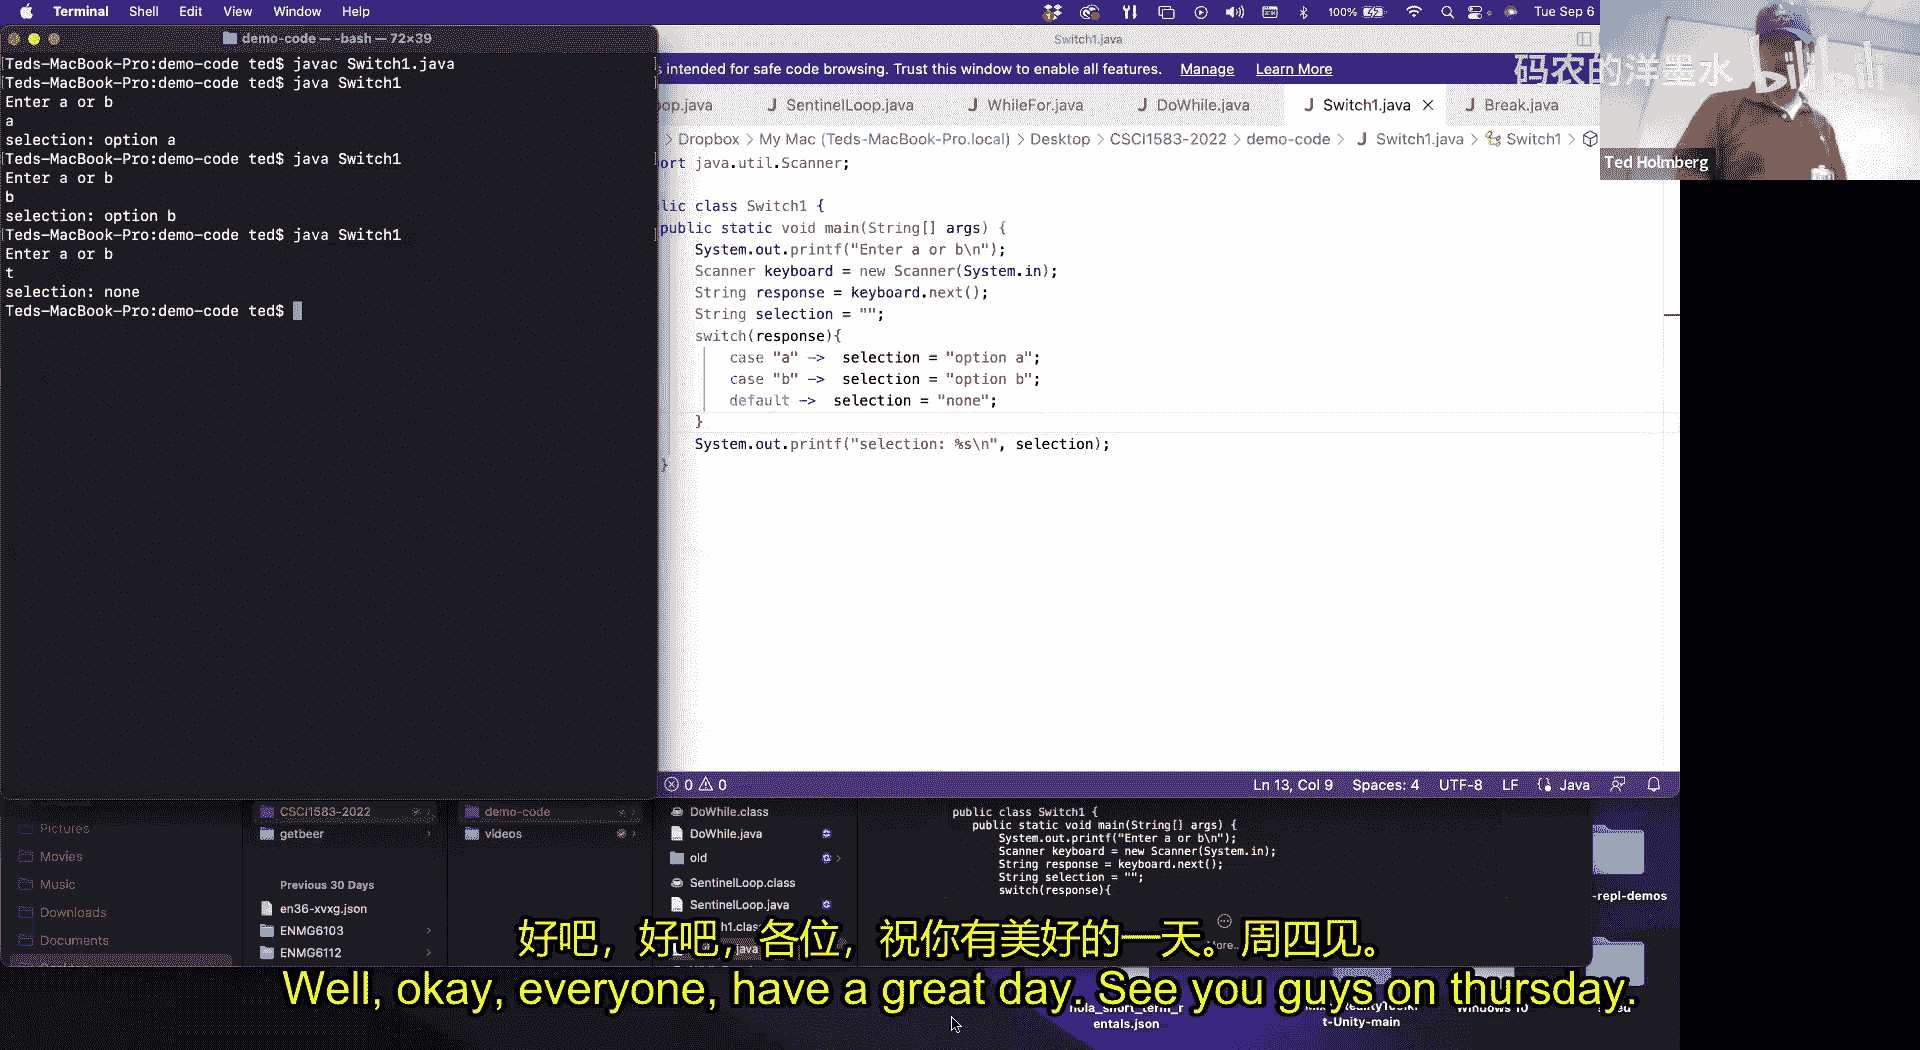 Terminal Shell Edit View Window Help 100% Tue Sep 6
demo-code — -bash — 72×39
Teds-MacBook-Pro:demo-code ted$ javac Switch1.java
Teds-MacBook-Pro:demo-code ted$ java Switch1
Enter a or b
a
selection: option a
Teds-MacBook-Pro:demo-code ted$ java Switch1
Enter a or b
b
selection: option b
Teds-MacBook-Pro:demo-code ted$ java Switch1
Enter a or b
t
selection: none
Teds-MacBook-Pro:demo-code ted$
Switch1.java
intended for safe code browsing. Trust this window to enable all features. Manage Learn More
op.java SentinelLoop.java WhileFor.java DoWhile.java Switch1.java Break.java
Dropbox > My Mac (Teds-MacBook-Pro.local) > Desktop > CSCI1583-2022 > demo-code > Switch1.java > Switch1 >
ort java.util.Scanner;
lic class Switch1 {
public static void main(String[] args) {
System.out.printf("Enter a or b\n");
Scanner keyboard = new Scanner(System.in);
String response = keyboard.next();
String selection = "";
switch(response){
case "a" -> selection = "option a";
case "b" -> selection = "option b";
default -> selection = "none";
}
System.out.printf("selection: %s\n", selection);
}
码农的洋墨水 bilibili
Ted Holmberg
0 0 Ln 13, Col 9 Spaces: 4 UTF-8 LF Java
Pictures
Movies
Music
Downloads
Documents
CSCI1583-2022
getbeer
Previous 30 Days
en36-xvxg.json
ENMG6103
ENMG6112
demo-code
videos
DoWhile.class
DoWhile.java
old
SentinelLoop.class
SentinelLoop.java
h1.clas
java
public class Switch1 {
public static void main(String[] args) {
System.out.printf("Enter a or b\n");
Scanner keyboard = new Scanner(System.in);
String response = keyboard.next();
String selection = "";
switch(response){
-repl-demos
好吧，好吧，各位，祝你有美好的一天。周四见。
Well, okay, everyone, have a great day. See you guys on thursday.
nola_short_term_r
entals.json
t-Unity-main
Windows 10